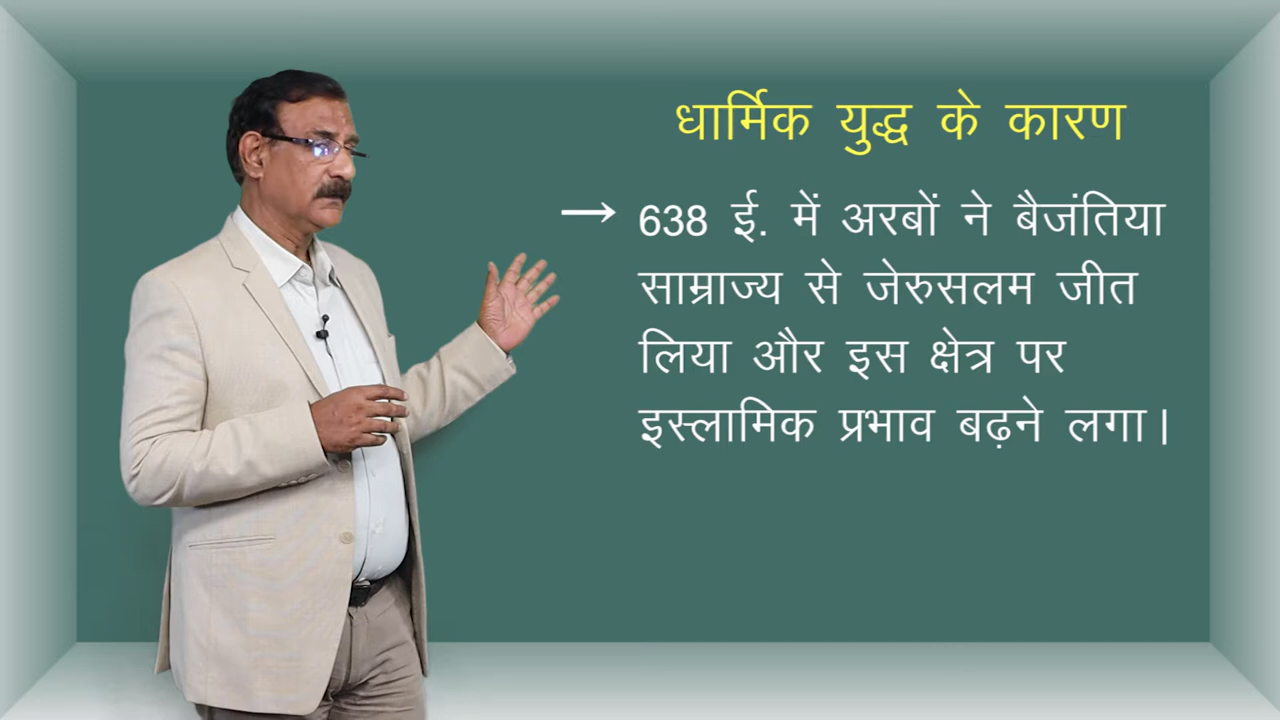 धार्मिक युद्ध के कारण
→ 638 ई. में अरबों ने बैजंतिया
साम्राज्य से जेरुसलम जीत
लिया और इस क्षेत्र पर
इस्लामिक प्रभाव बढ़ने लगा।